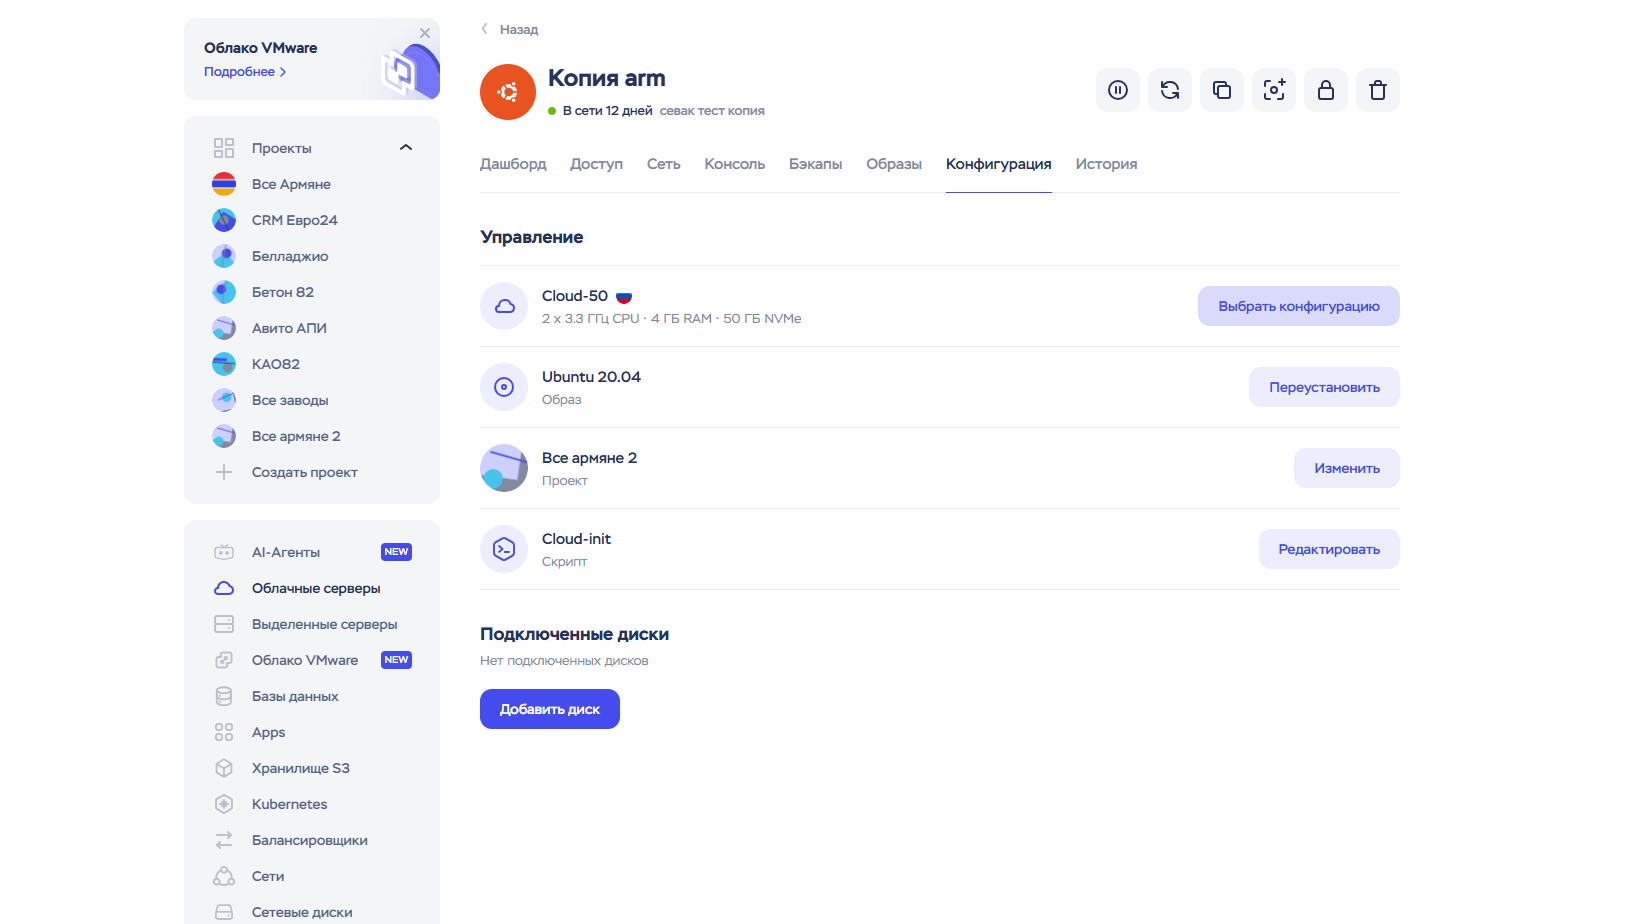 Облако VMware
Подробнее
Проекты
Все Армяне
CRM Евро24
Белладжио
Бетон 82
Авито АПИ
КАО82
Все заводы
Все армяне 2
Создать проект
AI-Агенты NEW
Облачные серверы
Выделенные серверы
Облако VMware NEW
Базы данных
Apps
Хранилище S3
Kubernetes
Балансировщики
Сети
Сетевые диски
Назад
Копия arm
В сети 12 дней севак тест копия
Дашборд Доступ Сеть Консоль Бэкапы Образы Конфигурация История
Управление
Cloud-50
2 x 3.3 ГГц CPU · 4 ГБ RAM · 50 ГБ NVMe
Выбрать конфигурацию
Ubuntu 20.04
Образ
Переустановить
Все армяне 2
Проект
Изменить
Cloud-init
Скрипт
Редактировать
Подключенные диски
Нет подключенных дисков
Добавить диск